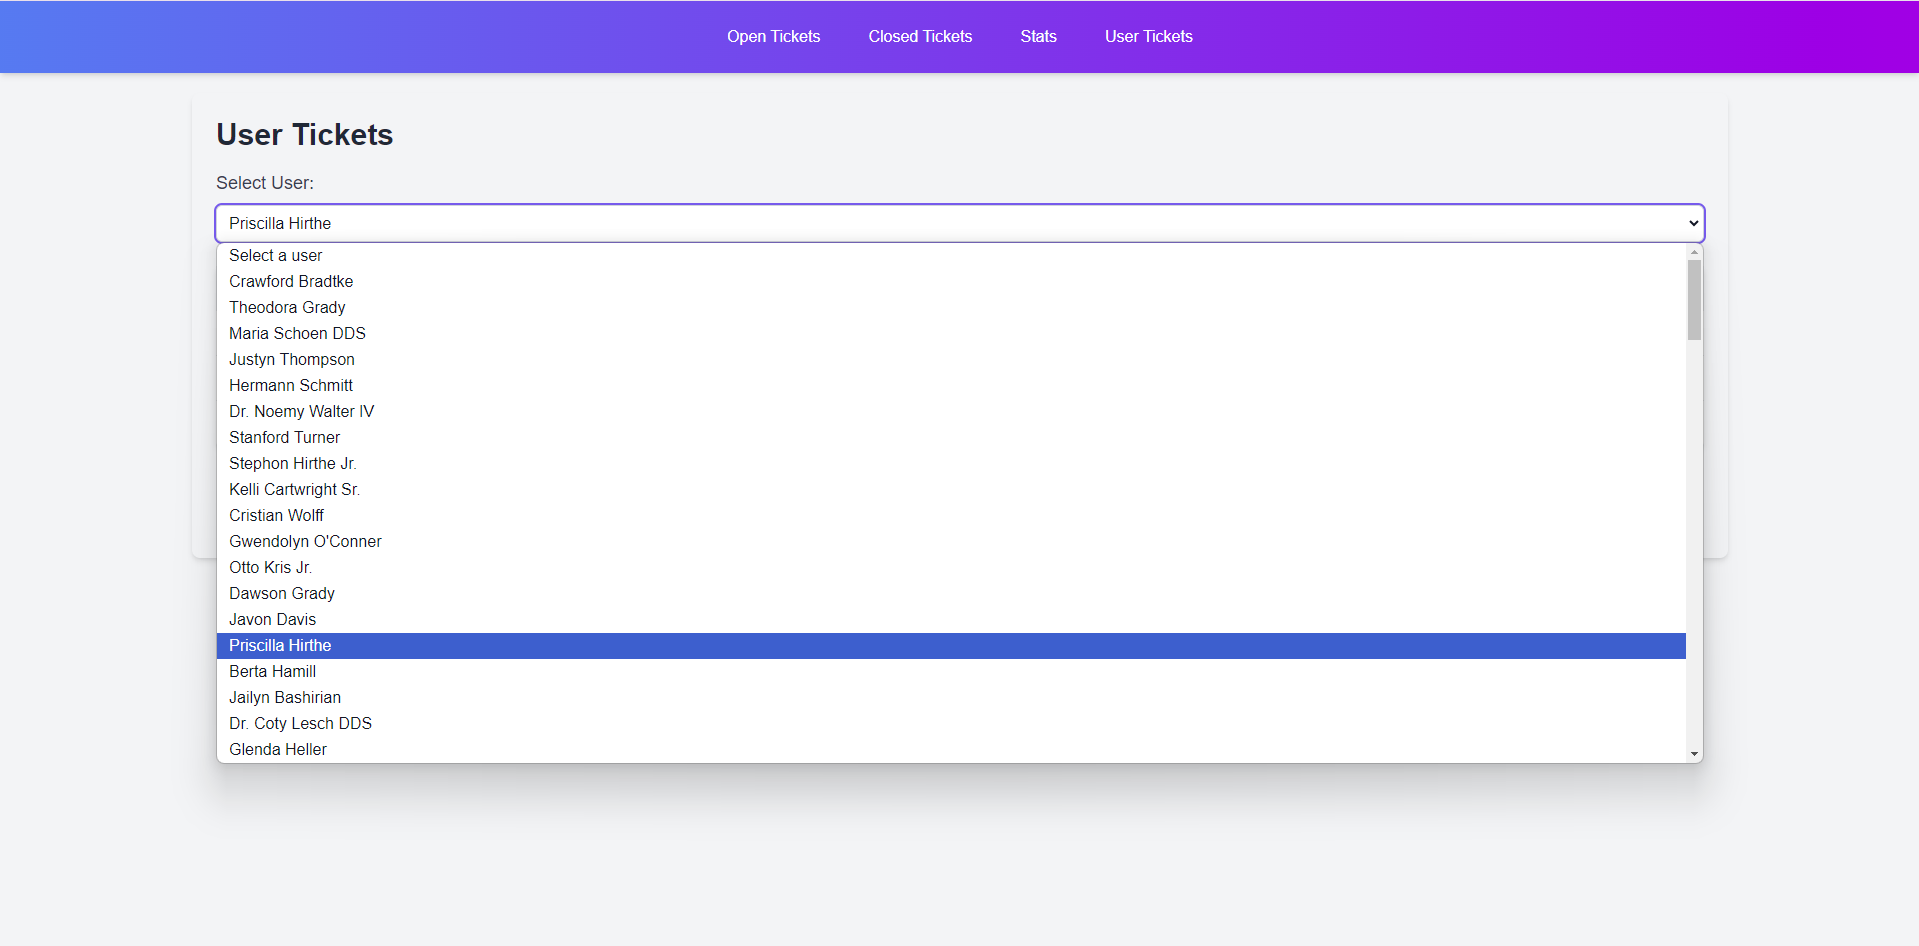 Open Tickets Closed Tickets Stats User Tickets
User Tickets
Select User:
Priscilla Hirthe
Select a user
Crawford Bradtke
Theodora Grady
Maria Schoen DDS
Justyn Thompson
Hermann Schmitt
Dr. Noemy Walter IV
Stanford Turner
Stephon Hirthe Jr.
Kelli Cartwright Sr.
Cristian Wolff
Gwendolyn O'Conner
Otto Kris Jr.
Dawson Grady
Javon Davis
Priscilla Hirthe
Berta Hamill
Jailyn Bashirian
Dr. Coty Lesch DDS
Glenda Heller